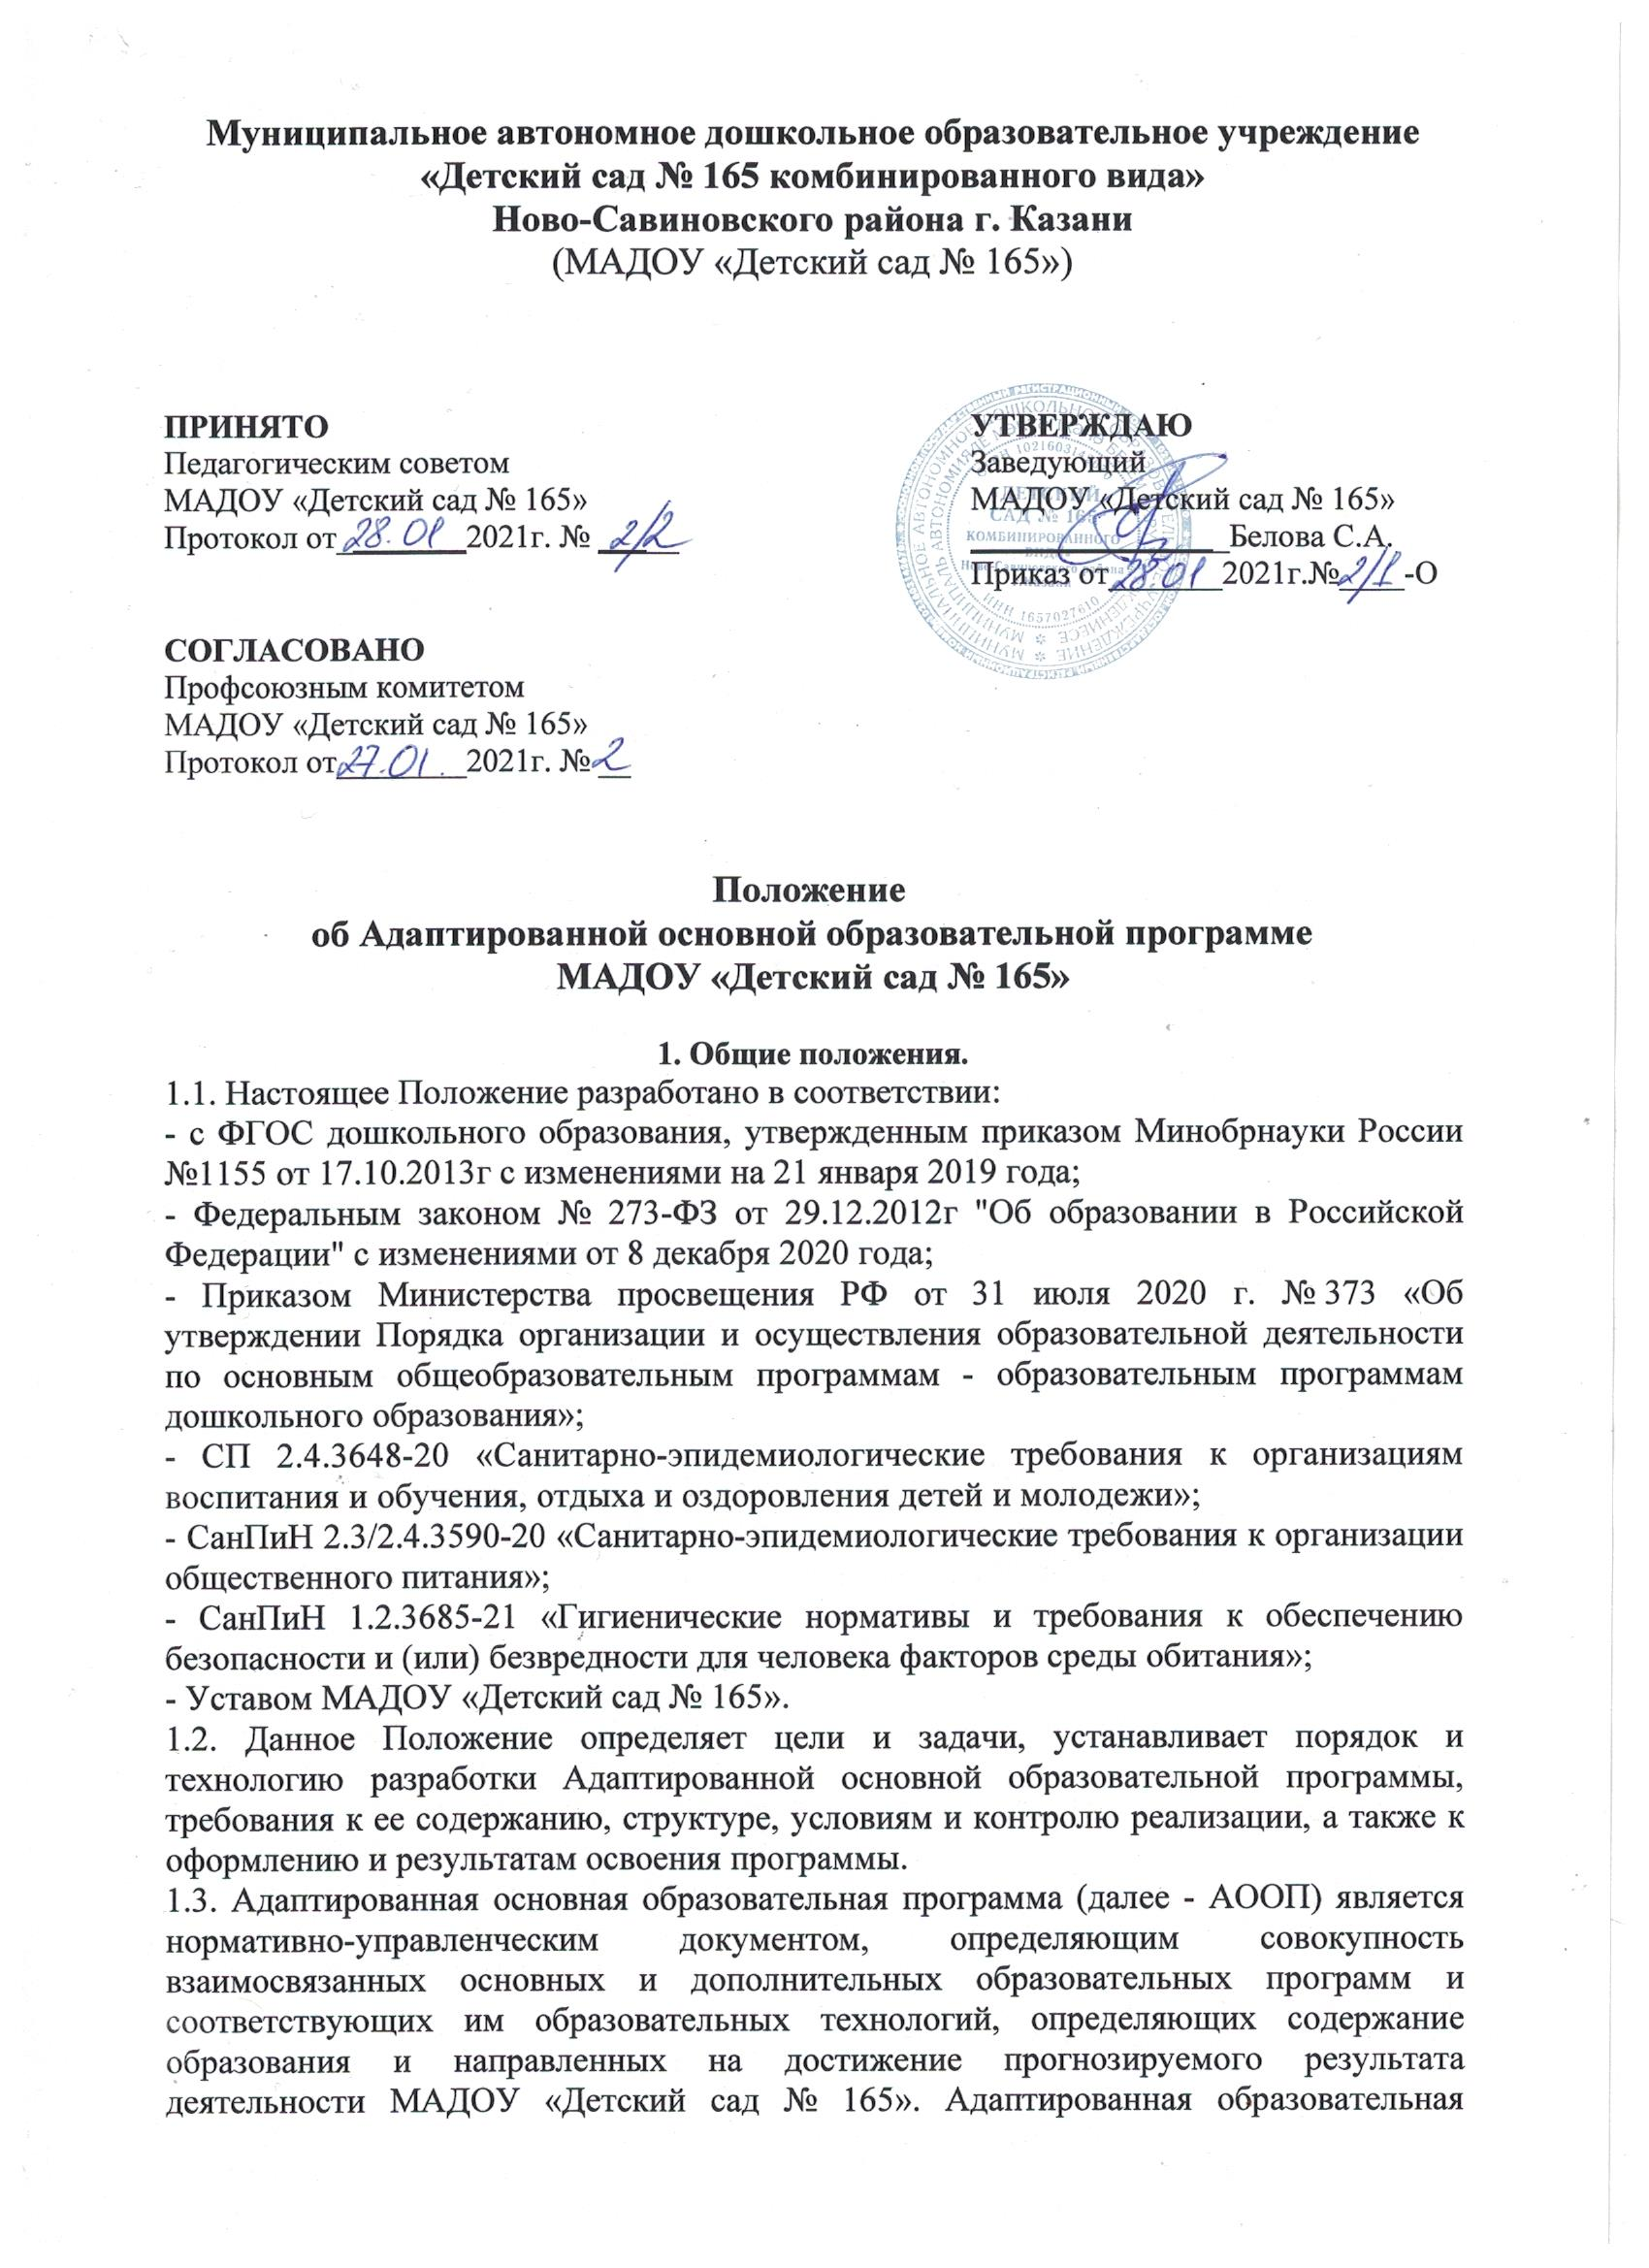 Муниципальное автономное дошкольное образовательное учреждение
«Детский сад № 165 комбинированного вида»
Ново-Савиновского района г. Казани
(МАДОУ «Детский сад № 165»)
ПРИНЯТО
Педагогическим советом
МАДОУ «Детский сад № 165»
Протокол от 28.01 2021г. № 2/2
УТВЕРЖДАЮ
Заведующий
МАДОУ «Детский сад № 165»
Белова С.А.
Приказ от 28.01 2021г.№ 2/1 -О
ДЕТСКИЙ
САД № 165
КОМБИНИРОВАННОГО
ВИДА»
Ново-Савиновского района
ИНН 1657027610
СОГЛАСОВАНО
Профсоюзным комитетом
МАДОУ «Детский сад № 165»
Протокол от 27.01. 2021г. № 2
Положение
об Адаптированной основной образовательной программе
МАДОУ «Детский сад № 165»
1. Общие положения.
1.1. Настоящее Положение разработано в соответствии:
- с ФГОС дошкольного образования, утвержденным приказом Минобрнауки России
№1155 от 17.10.2013г с изменениями на 21 января 2019 года;
- Федеральным законом № 273-ФЗ от 29.12.2012г "Об образовании в Российской
Федерации" с изменениями от 8 декабря 2020 года;
- Приказом Министерства просвещения РФ от 31 июля 2020 г. № 373 «Об
утверждении Порядка организации и осуществления образовательной деятельности
по основным общеобразовательным программам - образовательным программам
дошкольного образования»;
- СП 2.4.3648-20 «Санитарно-эпидемиологические требования к организациям
воспитания и обучения, отдыха и оздоровления детей и молодежи»;
- СанПиН 2.3/2.4.3590-20 «Санитарно-эпидемиологические требования к организации
общественного питания»;
- СанПиН 1.2.3685-21 «Гигиенические нормативы и требования к обеспечению
безопасности и (или) безвредности для человека факторов среды обитания»;
- Уставом МАДОУ «Детский сад № 165».
1.2. Данное Положение определяет цели и задачи, устанавливает порядок и
технологию разработки Адаптированной основной образовательной программы,
требования к ее содержанию, структуре, условиям и контролю реализации, а также к
оформлению и результатам освоения программы.
1.3. Адаптированная основная образовательная программа (далее - АООП) является
нормативно-управленческим документом, определяющим совокупность
взаимосвязанных основных и дополнительных образовательных программ и
соответствующих им образовательных технологий, определяющих содержание
образования и направленных на достижение прогнозируемого результата
деятельности МАДОУ «Детский сад № 165». Адаптированная образовательная